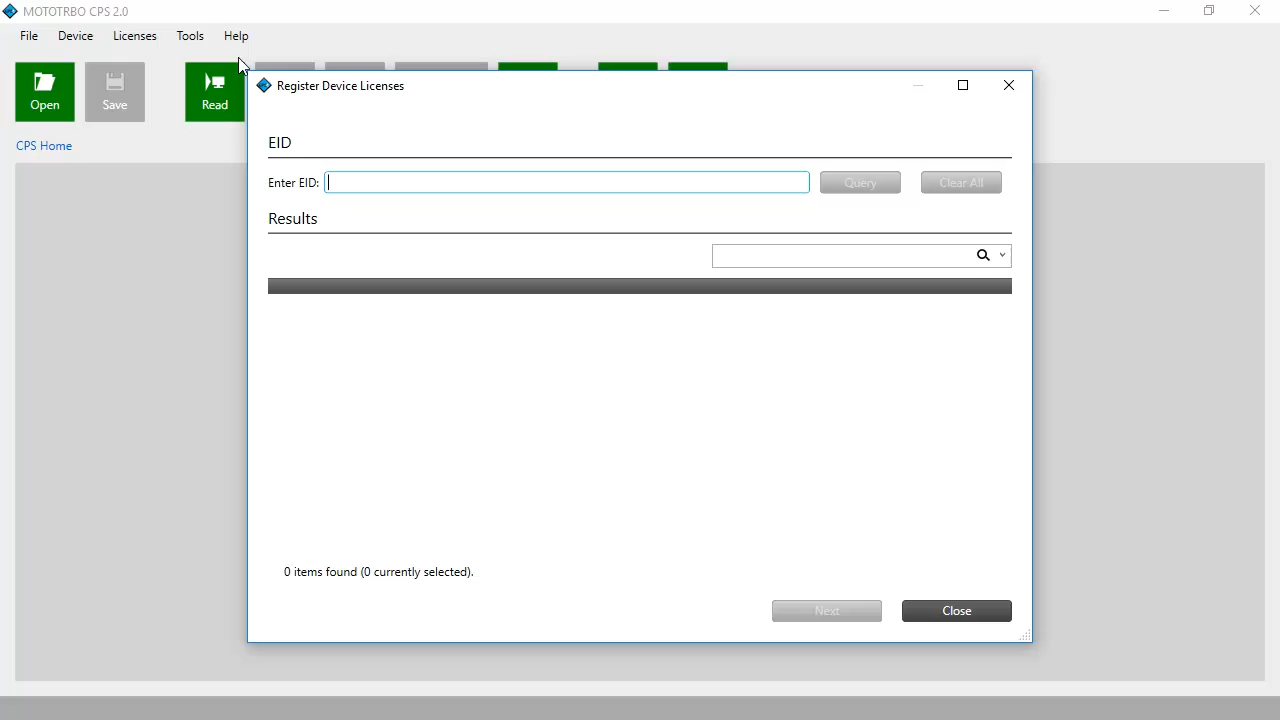 MOTOTRBO CPS 2.0
File Device Licenses Tools Help
Open Save Read
CPS Home
Register Device Licenses
EID
Enter EID: Query Clear All
Results
0 items found (0 currently selected).
Next Close